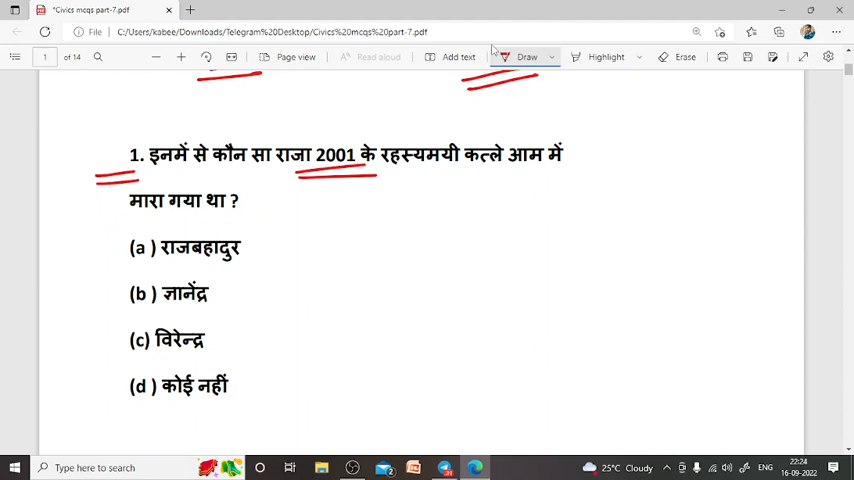 *Civics mcqs part-7.pdf
File C:/Users/kabee/Downloads/Telegram%20Desktop/Civics%20mcqs%20part-7.pdf
1 of 14 Page view Read aloud Add text Draw Highlight Erase
1. इनमें से कौन सा राजा 2001 के रहस्यमयी कत्ले आम में
मारा गया था ?
(a ) राजबहादुर
(b ) ज्ञानेंद्र
(c) विरेन्द्र
(d ) कोई नहीं
Type here to search 25°C Cloudy ENG 22:24
16-09-2022